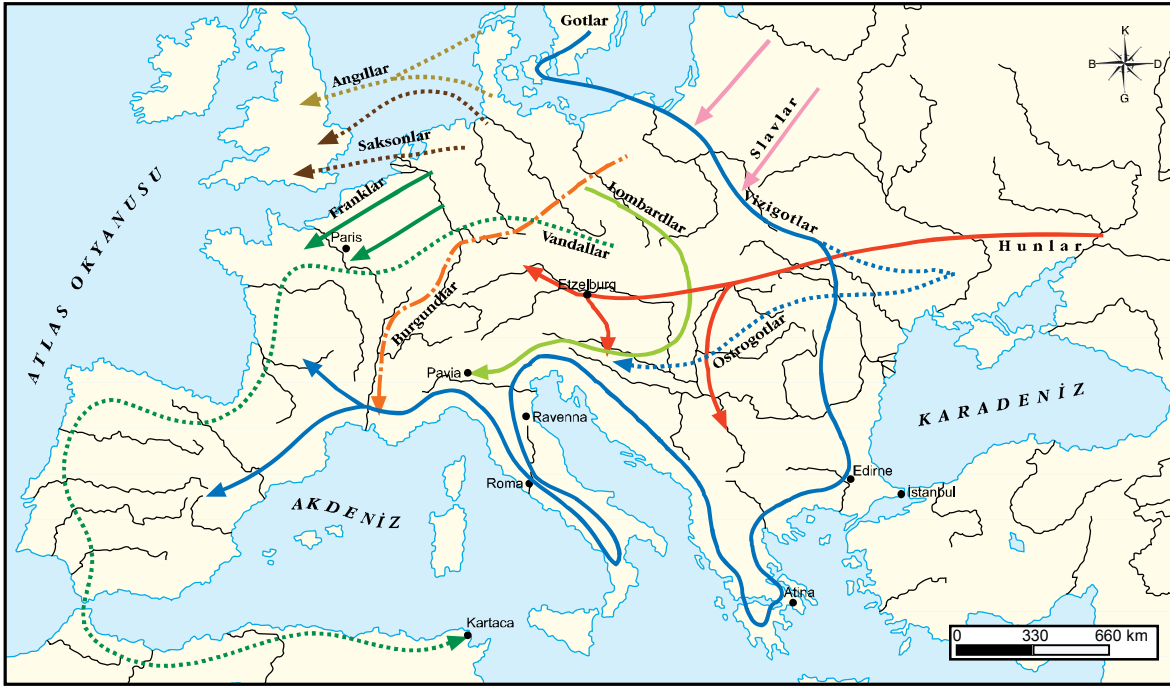 Gotlar
K
B
D
G
Angıllar
Saksonlar
Slavlar
ATLAS OKYANUSU
Franklar
Lombardlar
Vizigotlar
Paris
Vandallar
Hunlar
Etzelburg
Burgundlar
Ostrogotlar
Pavia
KARADENİZ
Ravenna
Edirne
Roma
İstanbul
AKDENİZ
Atina
Kartaca
0 330 660 km